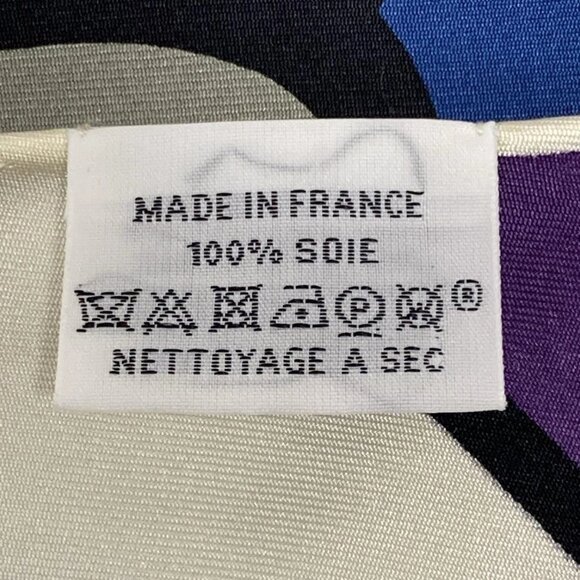 MADE IN FRANCE
100% SOIE
P W ®
NETTOYAGE A SEC